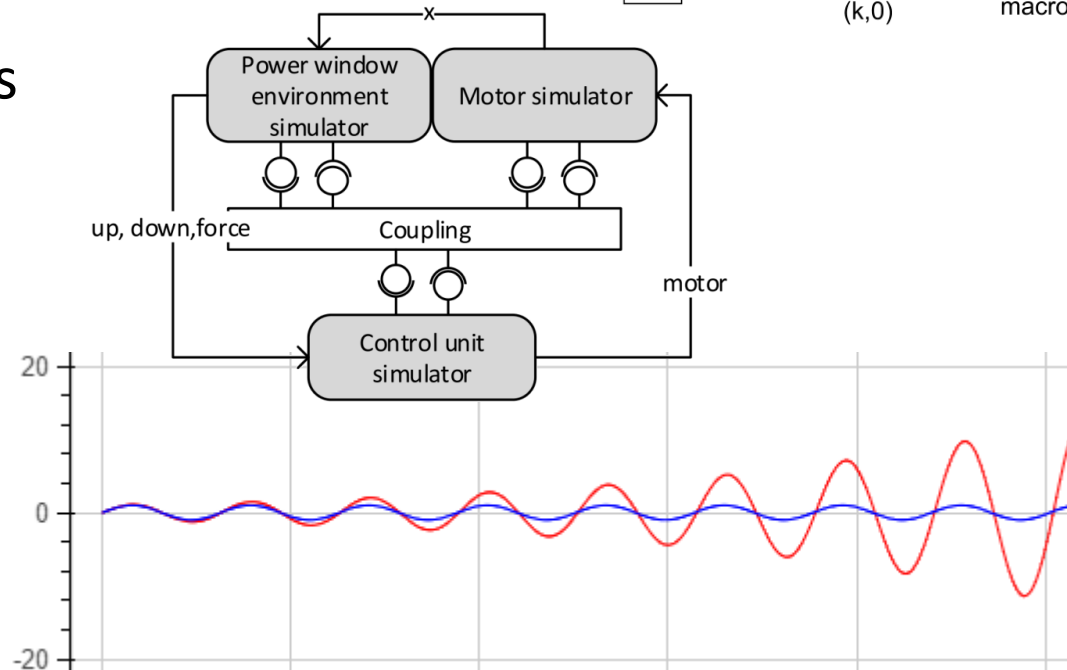 x
(k,0)
macro
s
Power window
environment
simulator
Motor simulator
up, down,force
Coupling
motor
Control unit
simulator
20
0
-20